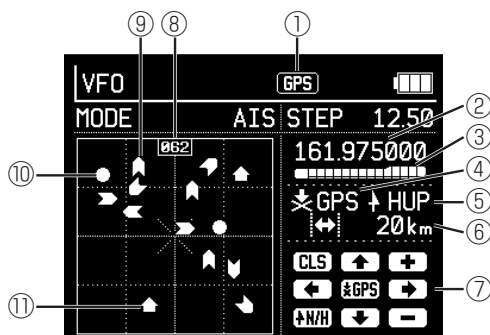 ⑨ ⑧ ①
VFO GPS
MODE AIS STEP 12.50
②
062
161.975000
③
④
⑩
GPS HUP
⑤
20km
⑥
CLS +
GPS
⑦
N/H −
⑪